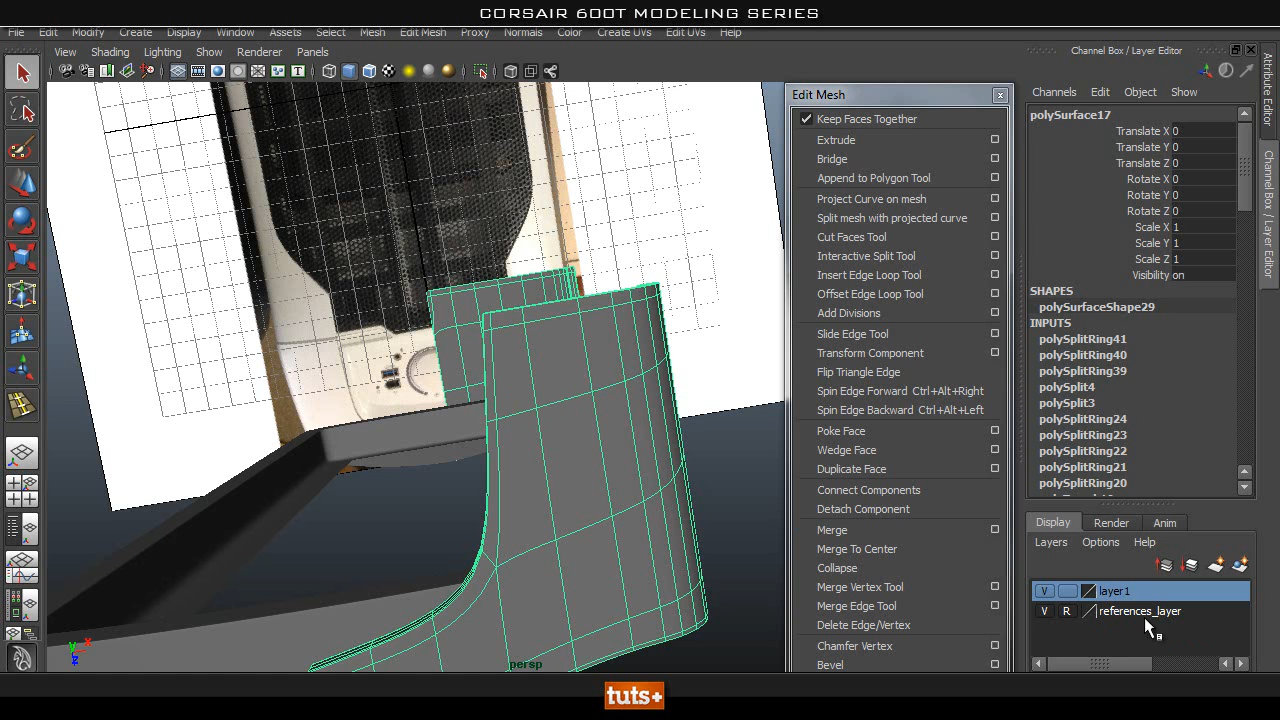 CORSAIR 600T MODELING SERIES
File Edit Modify Create Display Window Assets Select Mesh Edit Mesh Proxy Normals Color Create UVs Edit UVs Help
View Shading Lighting Show Renderer Panels
Channel Box / Layer Editor
Attribute Editor
Channel Box / Layer Editor
Edit Mesh
Keep Faces Together
Extrude
Bridge
Append to Polygon Tool
Project Curve on mesh
Split mesh with projected curve
Cut Faces Tool
Interactive Split Tool
Insert Edge Loop Tool
Offset Edge Loop Tool
Add Divisions
Slide Edge Tool
Transform Component
Flip Triangle Edge
Spin Edge Forward Ctrl+Alt+Right
Spin Edge Backward Ctrl+Alt+Left
Poke Face
Wedge Face
Duplicate Face
Connect Components
Detach Component
Merge
Merge To Center
Collapse
Merge Vertex Tool
Merge Edge Tool
Delete Edge/Vertex
Chamfer Vertex
Bevel
Channels Edit Object Show
polySurface17
Translate X 0
Translate Y 0
Translate Z 0
Rotate X 0
Rotate Y 0
Rotate Z 0
Scale X 1
Scale Y 1
Scale Z 1
Visibility on
SHAPES
polySurfaceShape29
INPUTS
polySplitRing41
polySplitRing40
polySplitRing39
polySplit4
polySplit3
polySplitRing24
polySplitRing23
polySplitRing22
polySplitRing21
polySplitRing20
Display Render Anim
Layers Options Help
V layer1
V R references_layer
y x
z
persp
tuts+